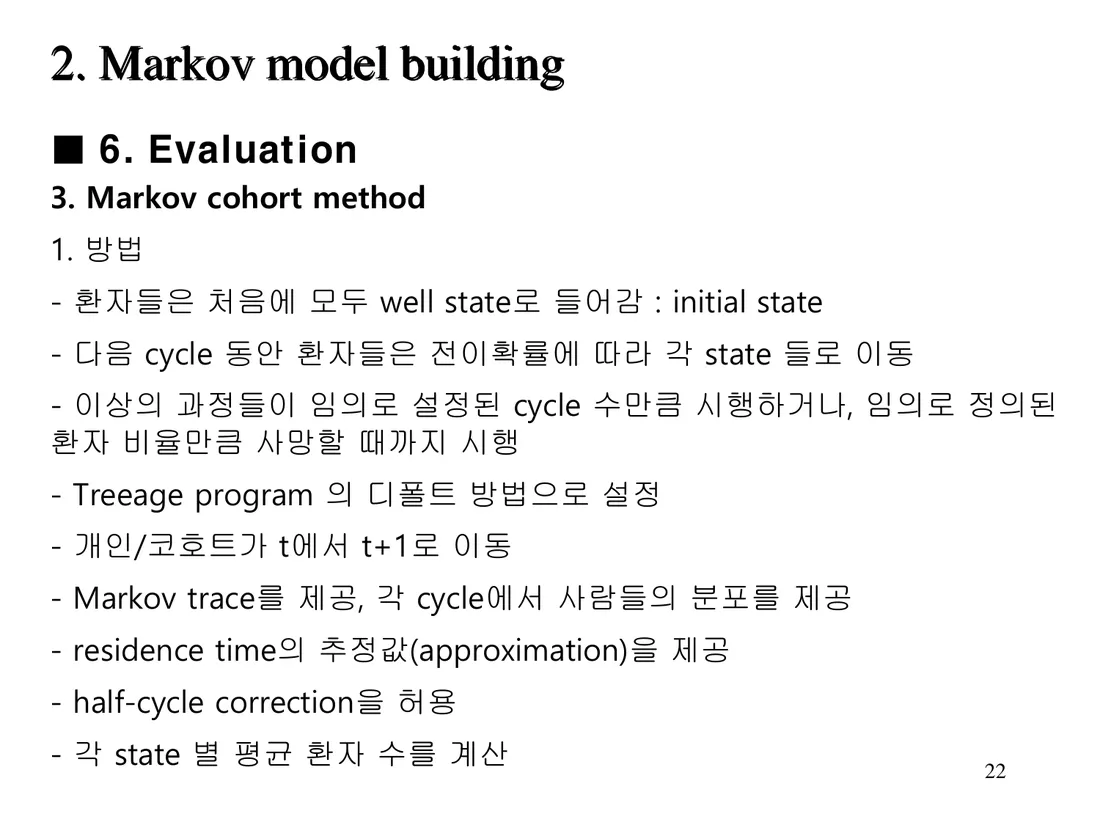 2. Markov model building
■ 6. Evaluation
3. Markov cohort method
1. 방법
- 환자들은 처음에 모두 well state로 들어감 : initial state
- 다음 cycle 동안 환자들은 전이확률에 따라 각 state 들로 이동
- 이상의 과정들이 임의로 설정된 cycle 수만큼 시행하거나, 임의로 정의된
환자 비율만큼 사망할 때까지 시행
- Treeage program 의 디폴트 방법으로 설정
- 개인/코호트가 t에서 t+1로 이동
- Markov trace를 제공, 각 cycle에서 사람들의 분포를 제공
- residence time의 추정값(approximation)을 제공
- half-cycle correction을 허용
- 각 state 별 평균 환자 수를 계산
22